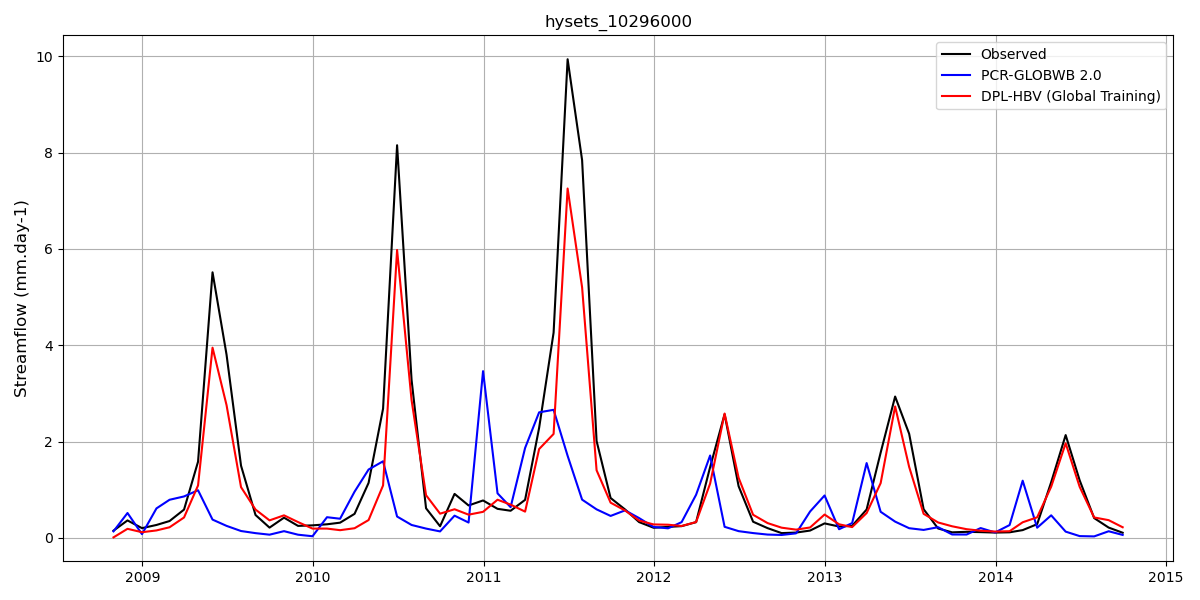 hysets_10296000
Observed
PCR-GLOBWB 2.0
DPL-HBV (Global Training)
Streamflow (mm.day-1)
10
8
6
4
2
0
2009 2010 2011 2012 2013 2014 2015